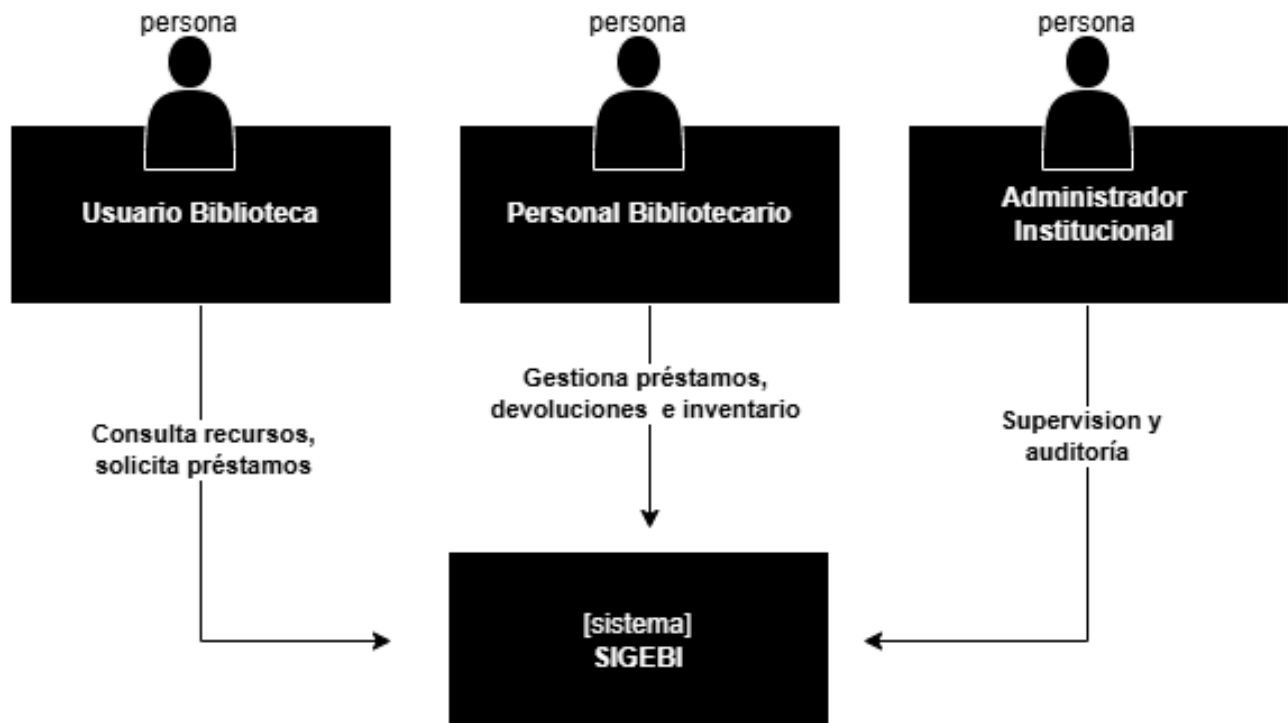 persona
persona
persona
Usuario Biblioteca
Personal Bibliotecario
Administrador
Institucional
Consulta recursos,
solicita préstamos
Gestiona préstamos,
devoluciones e inventario
Supervision y
auditoría
[sistema]
SIGEBI